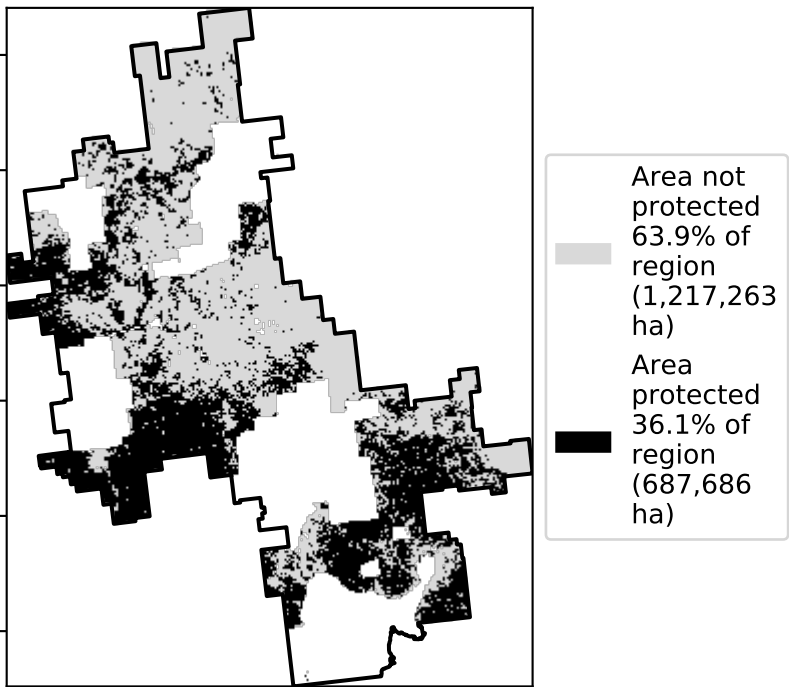 Area not
protected
63.9% of
region
(1,217,263
ha)
Area
protected
36.1% of
region
(687,686
ha)